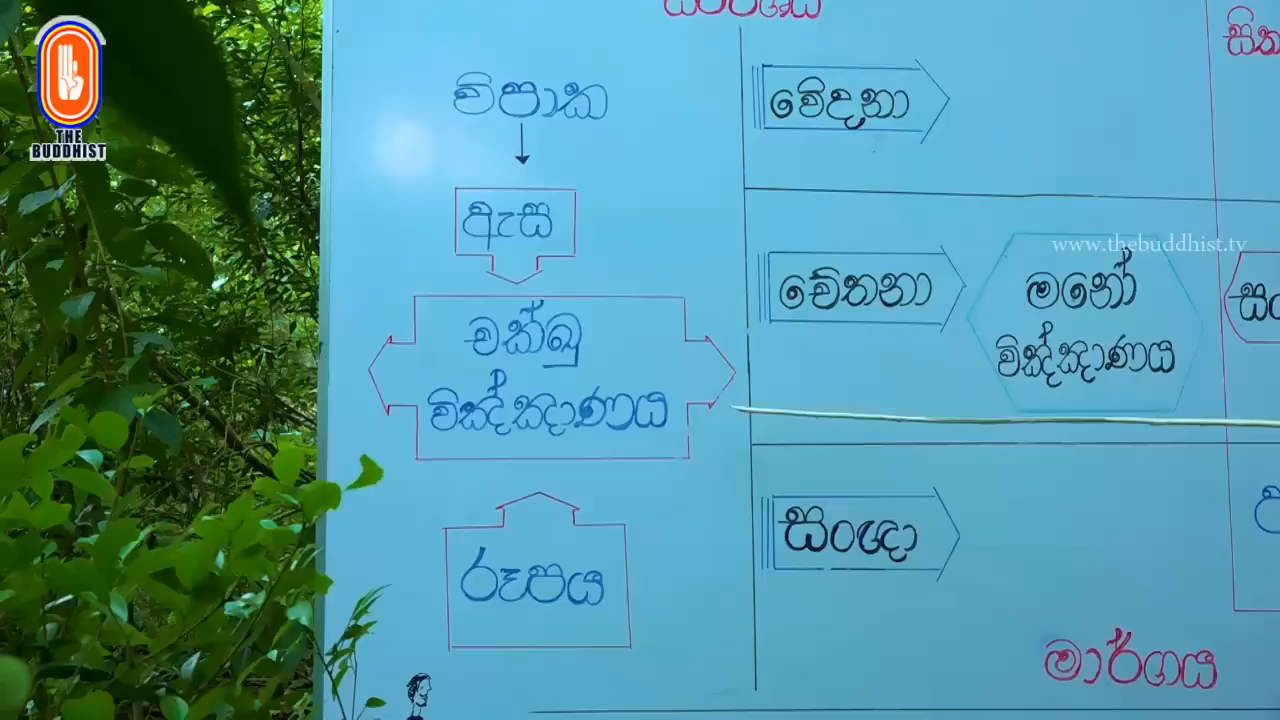 THE
BUDDHIST
www.thebuddhist.tv
විපාක
ඇස
චක්ඛු
විඤ්ඤාණය
රූපය
වේදනා
චේතනා
මනෝ
විඤ්ඤාණය
සංඥා
මාර්ගය